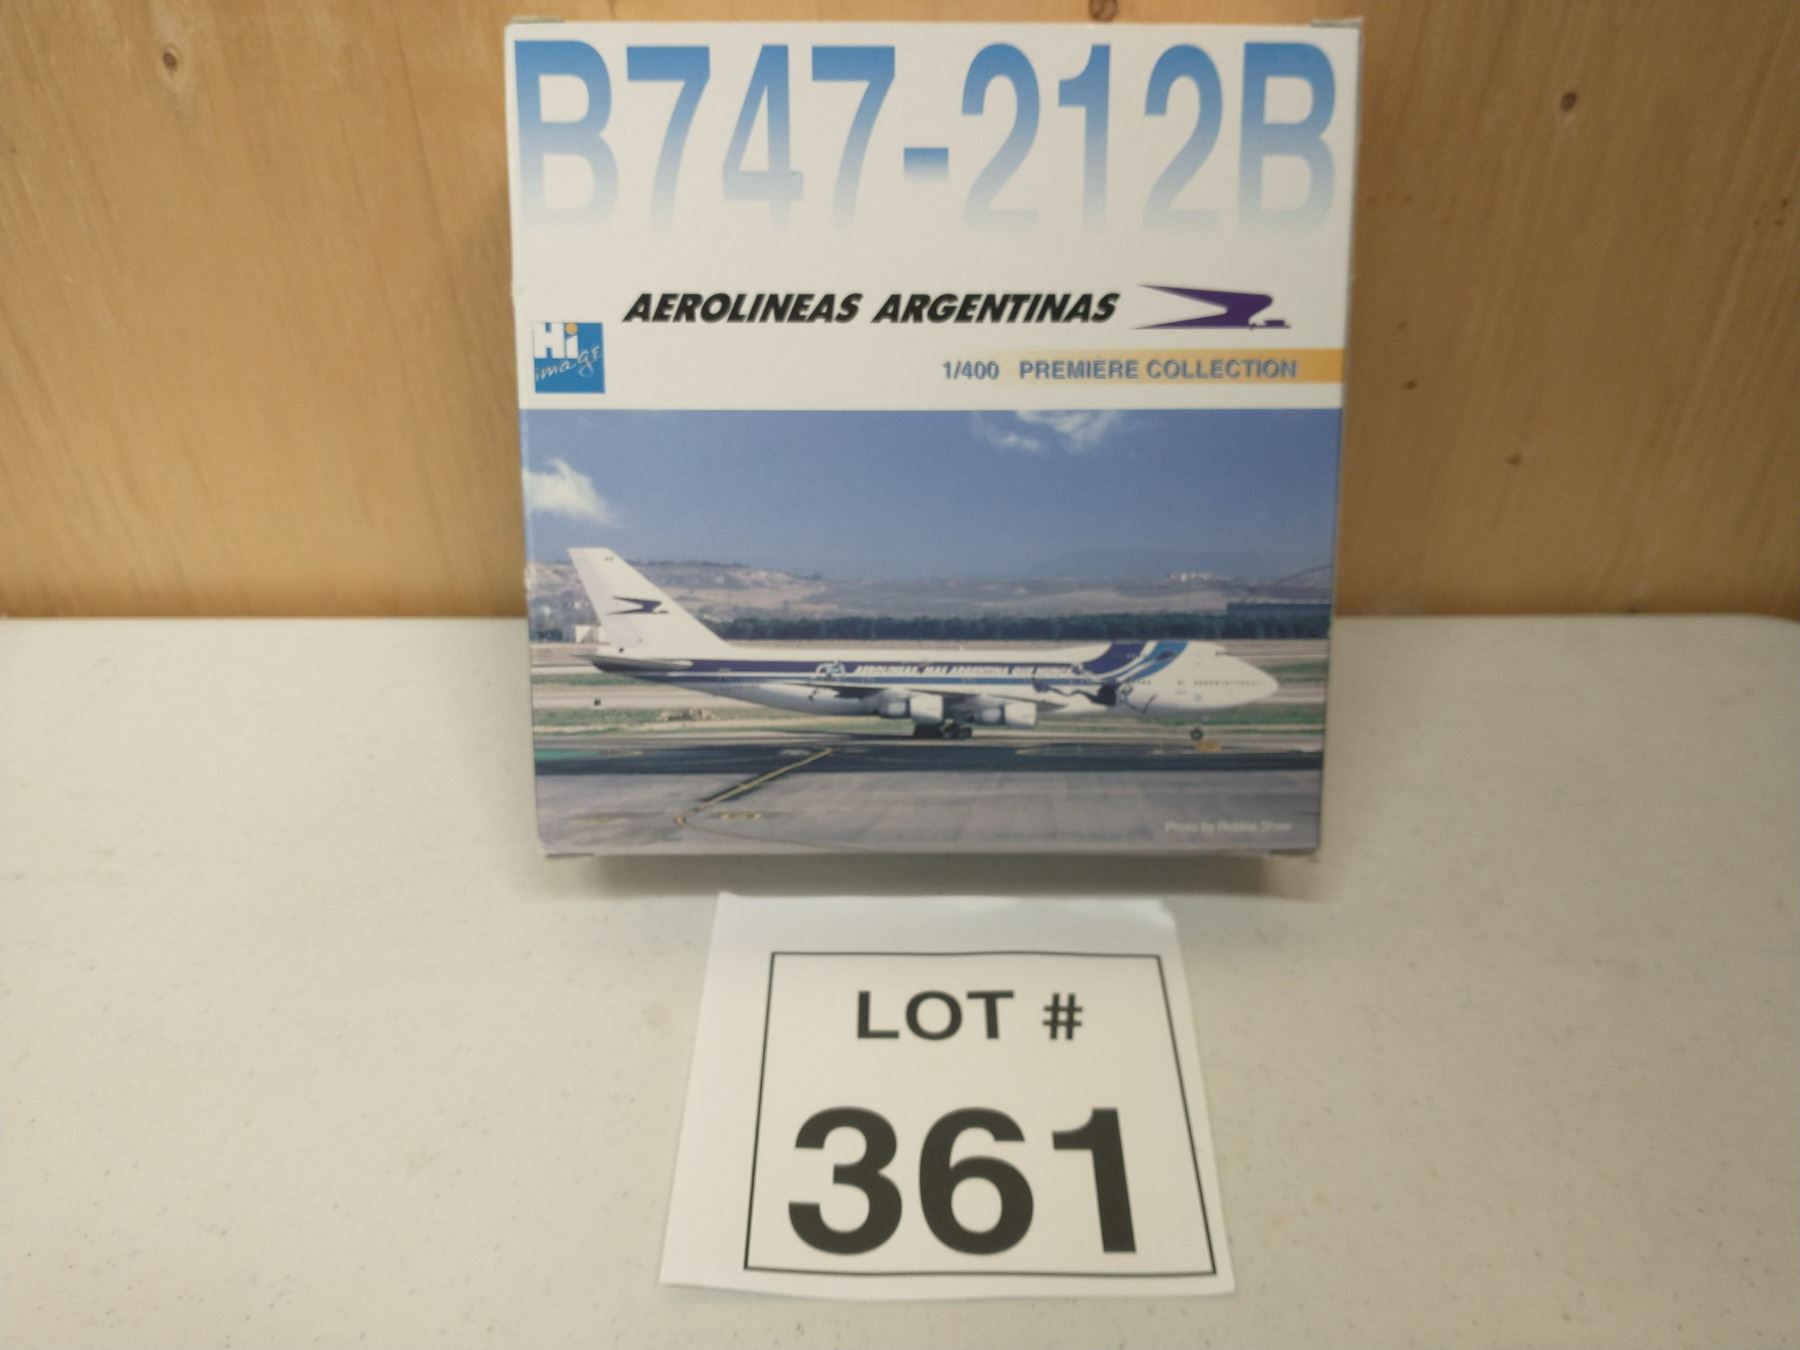 B747-212B
AEROLINEAS ARGENTINAS
Hi
image
1/400 PREMIERE COLLECTION
AEROLINEAS, MAS ARGENTINA QUE NUNCA
Photo by Robbie Shaw
LOT #
361